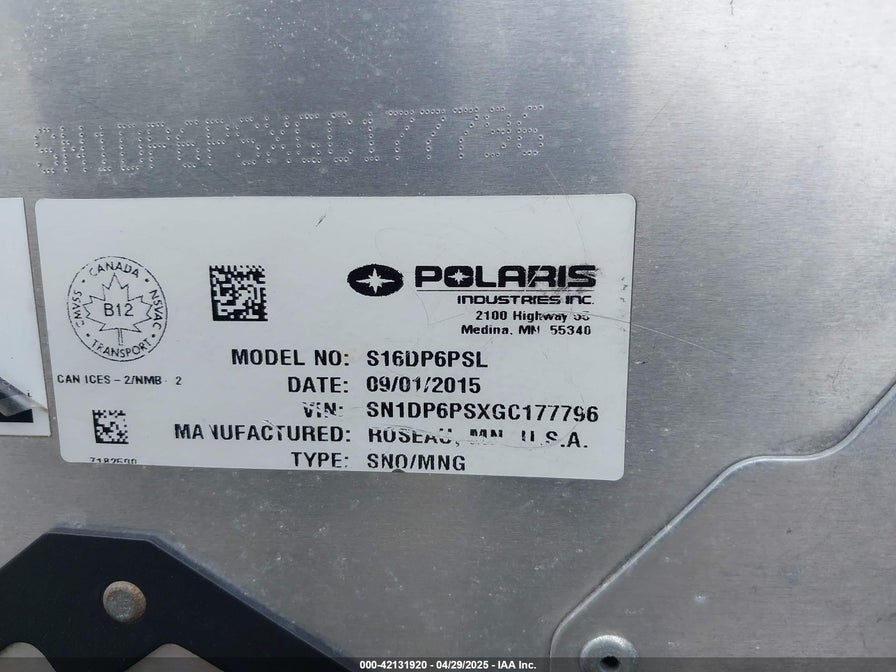 SN1DP6PSXGC177796
CANADA
CMVSS
NSVAC
B12
TRANSPORT
POLARIS
INDUSTRIES INC.
2100 Highway 55
Medina, MN 55340
MODEL NO: S16DP6PSL
CAN ICES - 2/NMB - 2
DATE: 09/01/2015
VIN: SN1DP6PSXGC177796
MANUFACTURED: ROSEAU, MN U.S.A.
TYPE: SNO/MNG
000-42131920 - 04/29/2025 - IAA Inc.